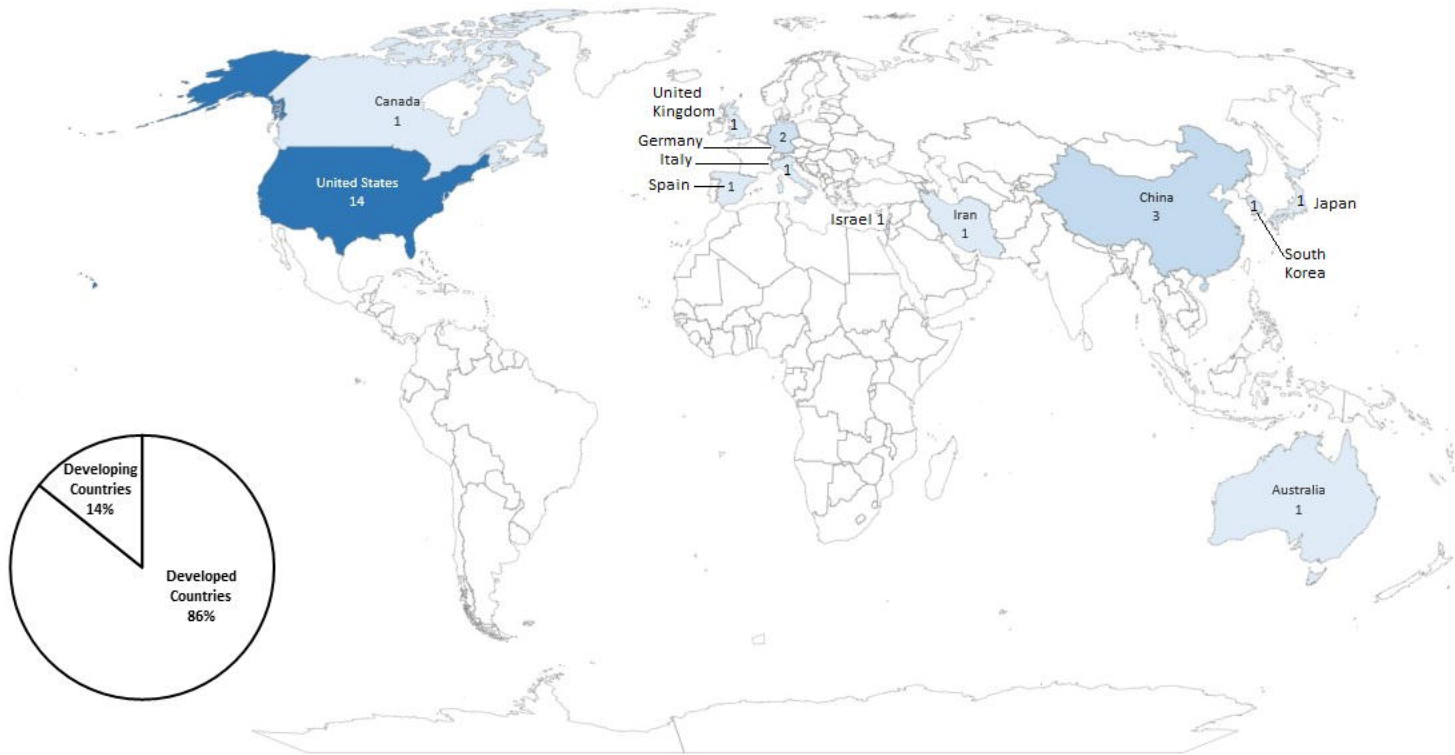 Canada
1
United States
14
United
Kingdom
1
Germany
2
Italy
1
Spain
1
Israel 1
Iran
1
China
3
1
Japan
1
South
Korea
Australia
1
Developing
Countries
14%
Developed
Countries
86%